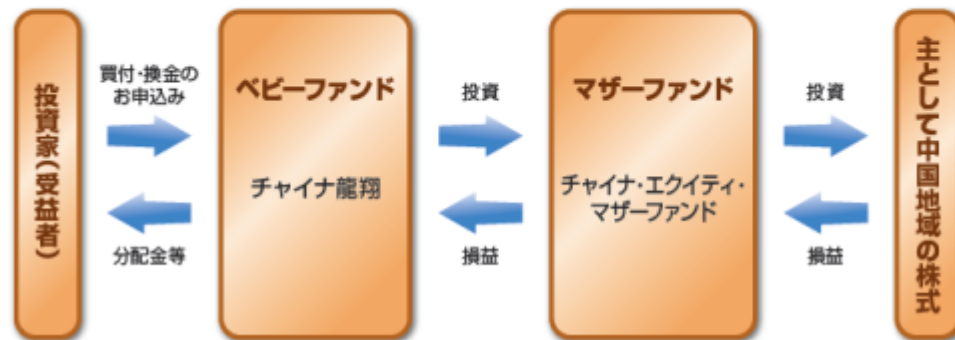 投資家(受益者)
買付・換金の
お申込み
分配金等
ベビーファンド
チャイナ龍翔
投資
損益
マザーファンド
チャイナ・エクイティ・
マザーファンド
投資
損益
主として中国地域の株式